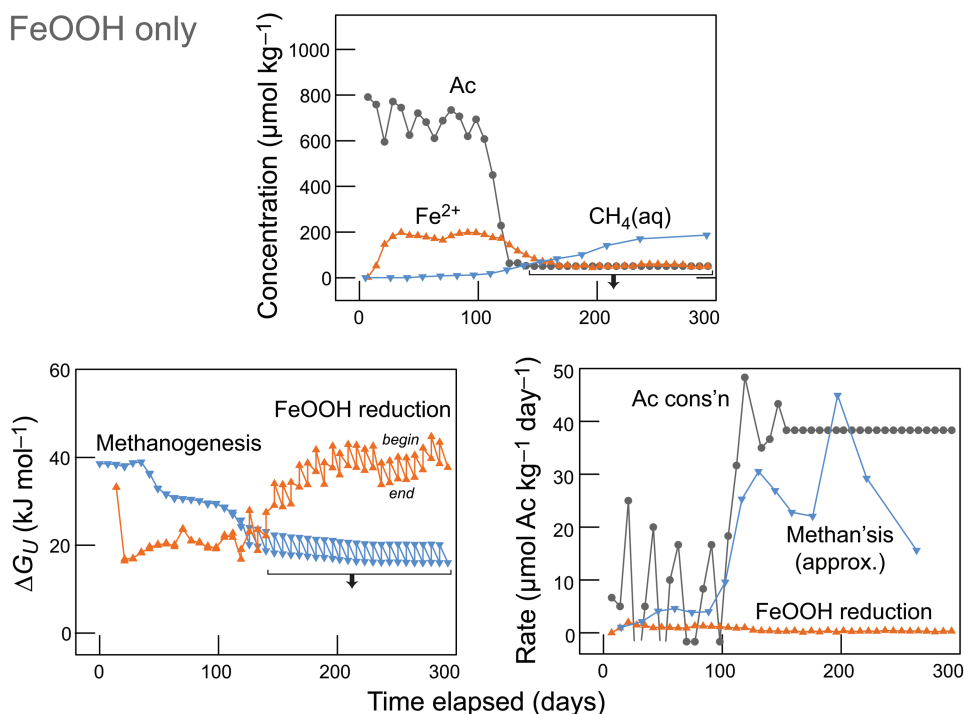 FeOOH only
Concentration (µmol kg⁻¹)
1000
800
600
400
200
0
Ac
Fe²⁺
CH₄(aq)
0
100
200
300
ΔG_U (kJ mol⁻¹)
60
40
20
0
FeOOH reduction
Methanogenesis
begin
end
0
100
200
300
Rate (µmol Ac kg⁻¹ day⁻¹)
50
40
30
20
10
0
Ac cons'n
Methan'sis
(approx.)
FeOOH reduction
0
100
200
300
Time elapsed (days)